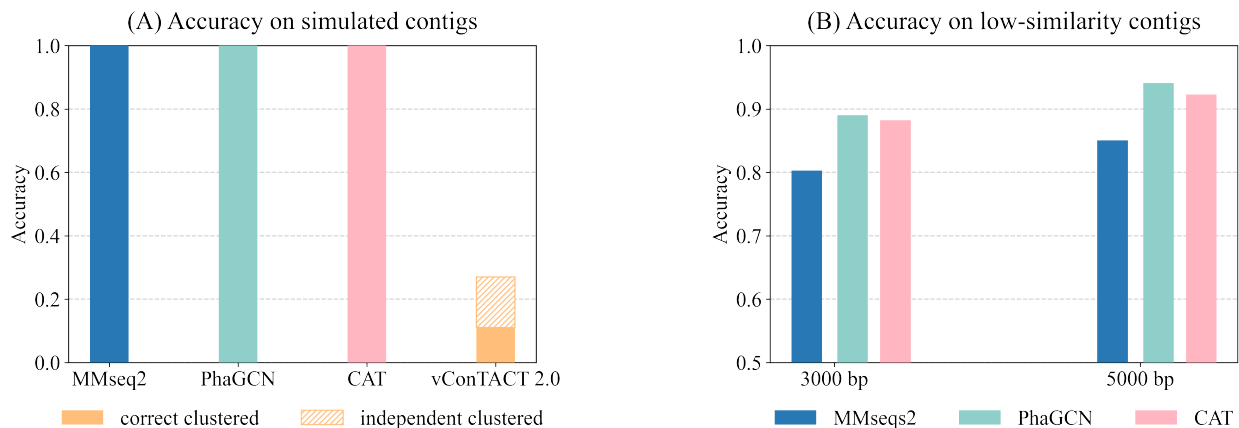 (A) Accuracy on simulated contigs
1.0
0.8
0.6
0.4
0.2
0.0
Accuracy
MMseq2 PhaGCN CAT vConTACT 2.0
correct clustered independent clustered
(B) Accuracy on low-similarity contigs
1.0
0.9
0.8
0.7
0.6
0.5
Accuracy
3000 bp 5000 bp
MMseqs2 PhaGCN CAT